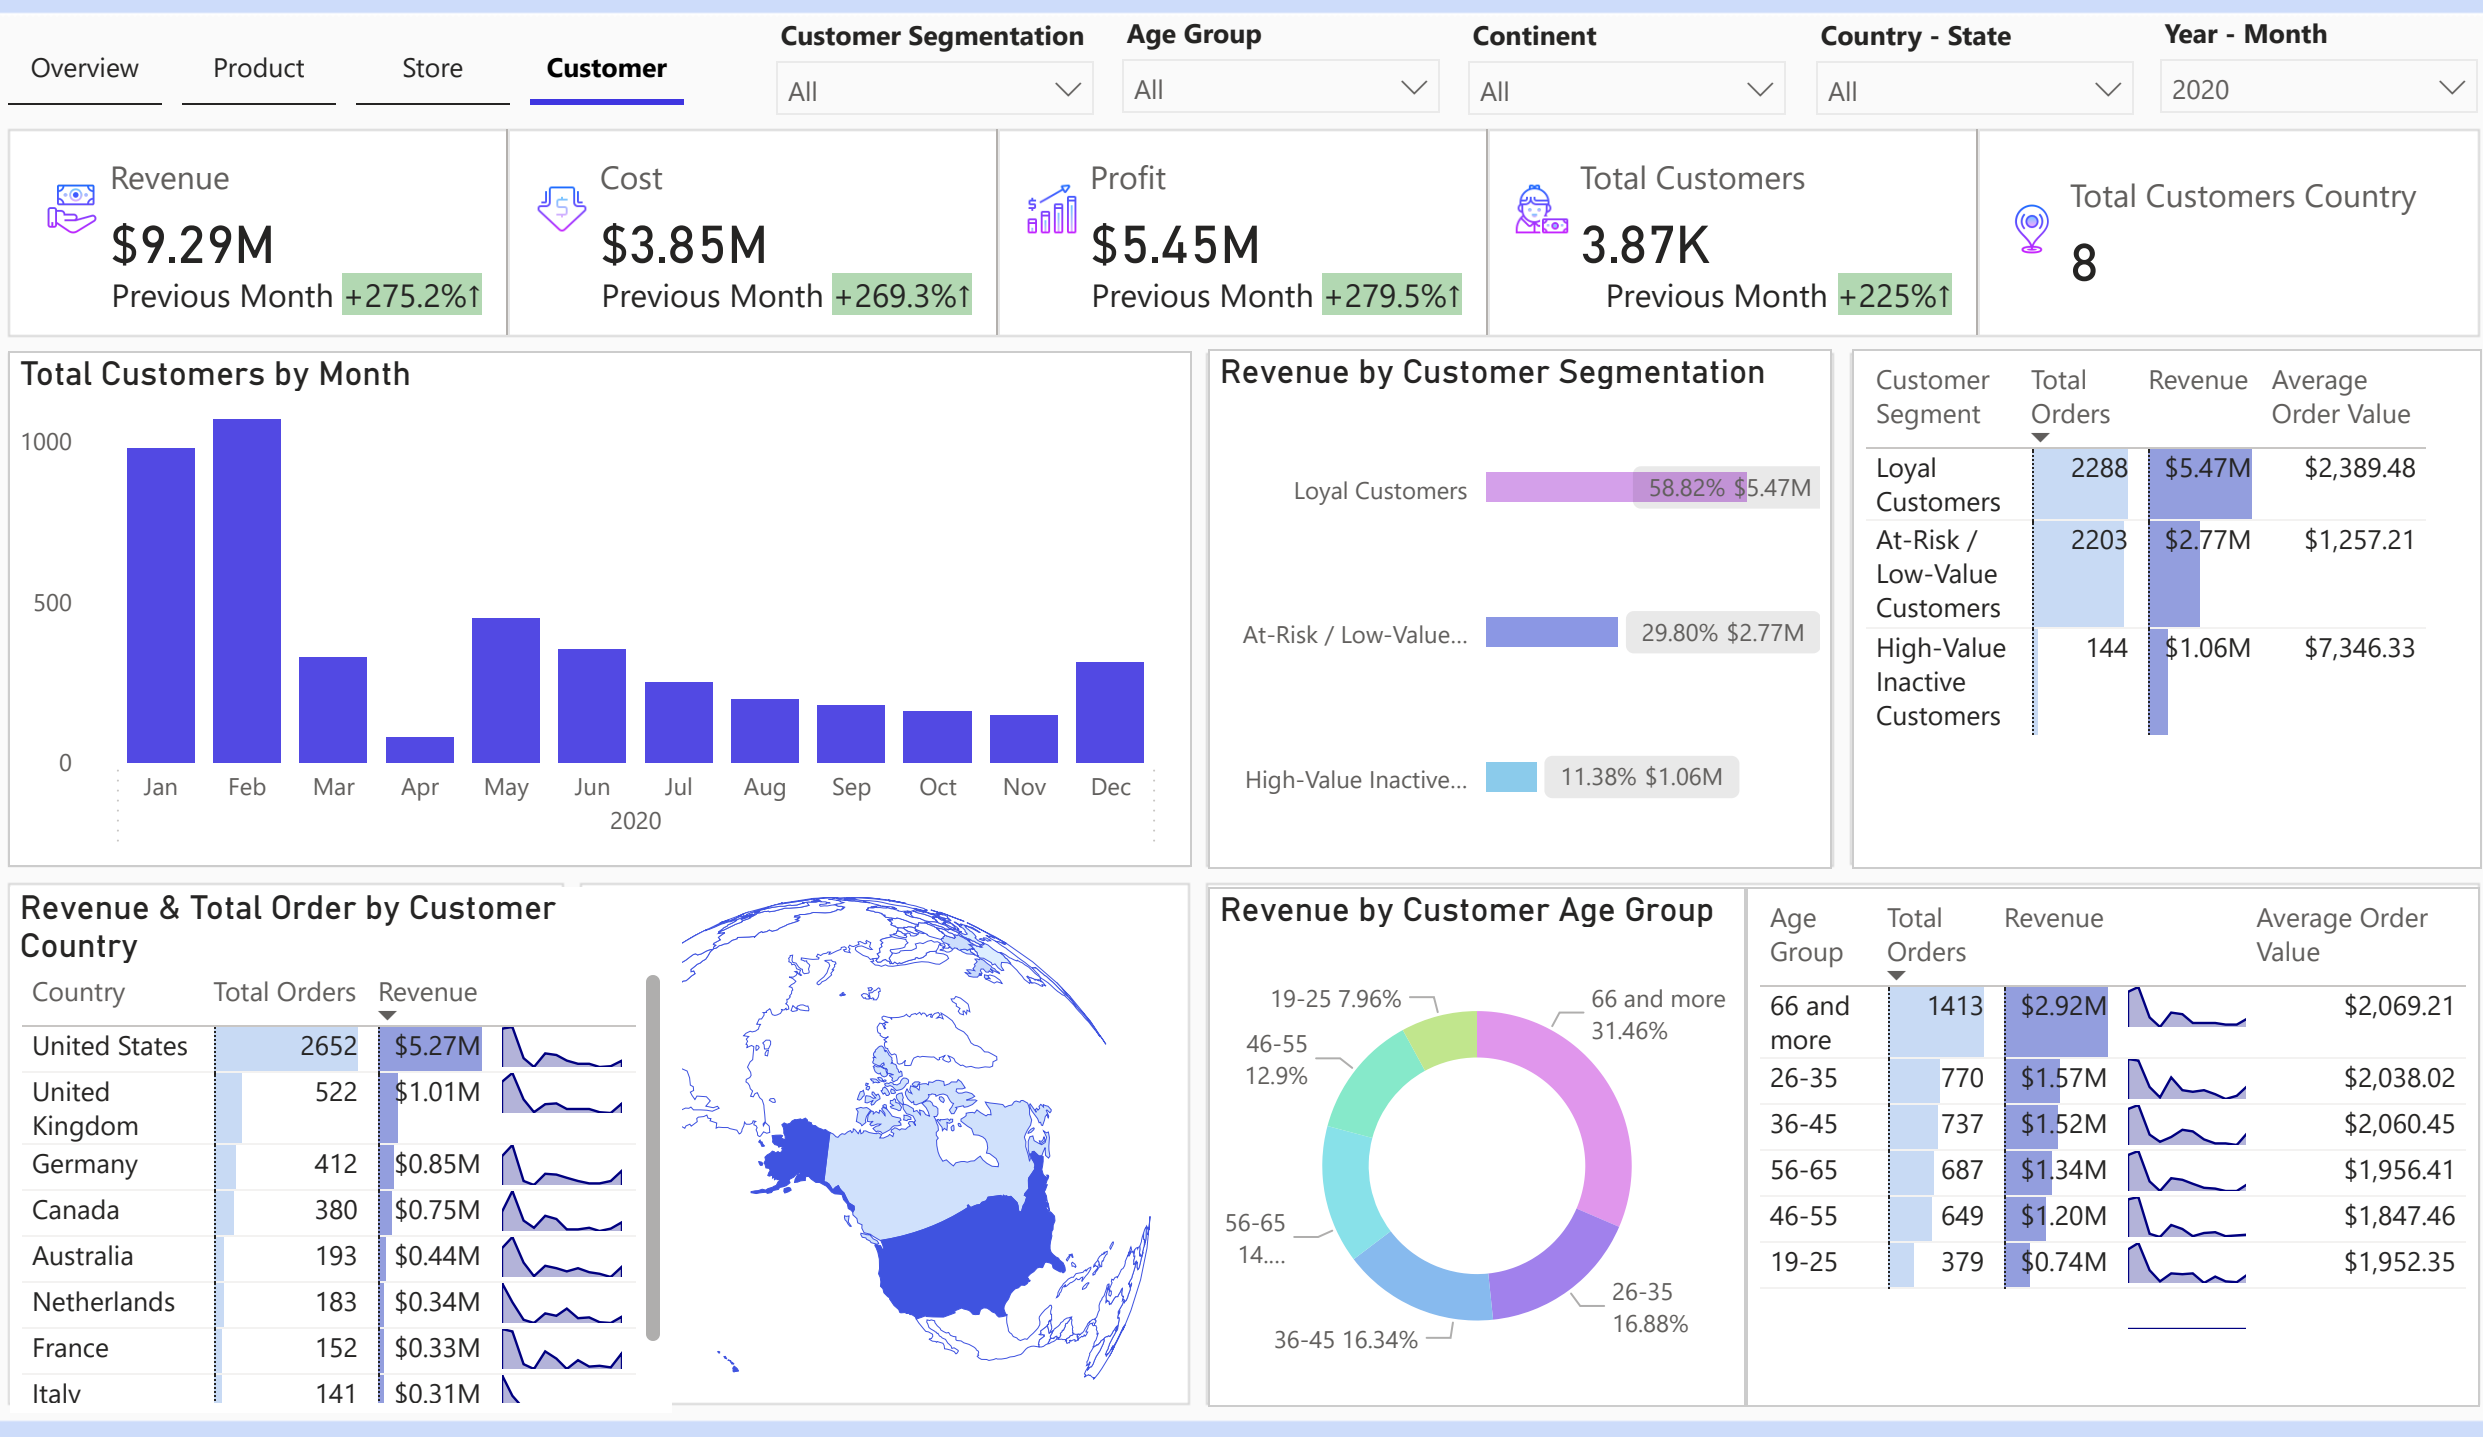 Overview
Product
Store
Customer
Customer Segmentation
All
Age Group
All
Continent
All
Country - State
All
Year - Month
2020
Revenue
$9.29M
Previous Month +275.2%↑
Cost
$3.85M
Previous Month +269.3%↑
Profit
$5.45M
Previous Month +279.5%↑
Total Customers
3.87K
Previous Month +225%↑
Total Customers Country
8
Total Customers by Month
1000
500
0
Jan Feb Mar Apr May Jun Jul Aug Sep Oct Nov Dec
2020
Revenue by Customer Segmentation
Loyal Customers 58.82% $5.47M
At-Risk / Low-Value... 29.80% $2.77M
High-Value Inactive... 11.38% $1.06M
Customer Total Revenue Average
Segment Orders Order Value
Loyal 2288 $5.47M $2,389.48
Customers
At-Risk / 2203 $2.77M $1,257.21
Low-Value
Customers
High-Value 144 $1.06M $7,346.33
Inactive
Customers
Revenue & Total Order by Customer
Country
Country Total Orders Revenue
United States 2652 $5.27M
United 522 $1.01M
Kingdom
Germany 412 $0.85M
Canada 380 $0.75M
Australia 193 $0.44M
Netherlands 183 $0.34M
France 152 $0.33M
Italy 141 $0.31M
Revenue by Customer Age Group
19-25 7.96%
66 and more
31.46%
46-55
12.9%
56-65
14....
26-35
16.88%
36-45 16.34%
Age Total Revenue Average Order
Group Orders Value
66 and 1413 $2.92M $2,069.21
more
26-35 770 $1.57M $2,038.02
36-45 737 $1.52M $2,060.45
56-65 687 $1.34M $1,956.41
46-55 649 $1.20M $1,847.46
19-25 379 $0.74M $1,952.35